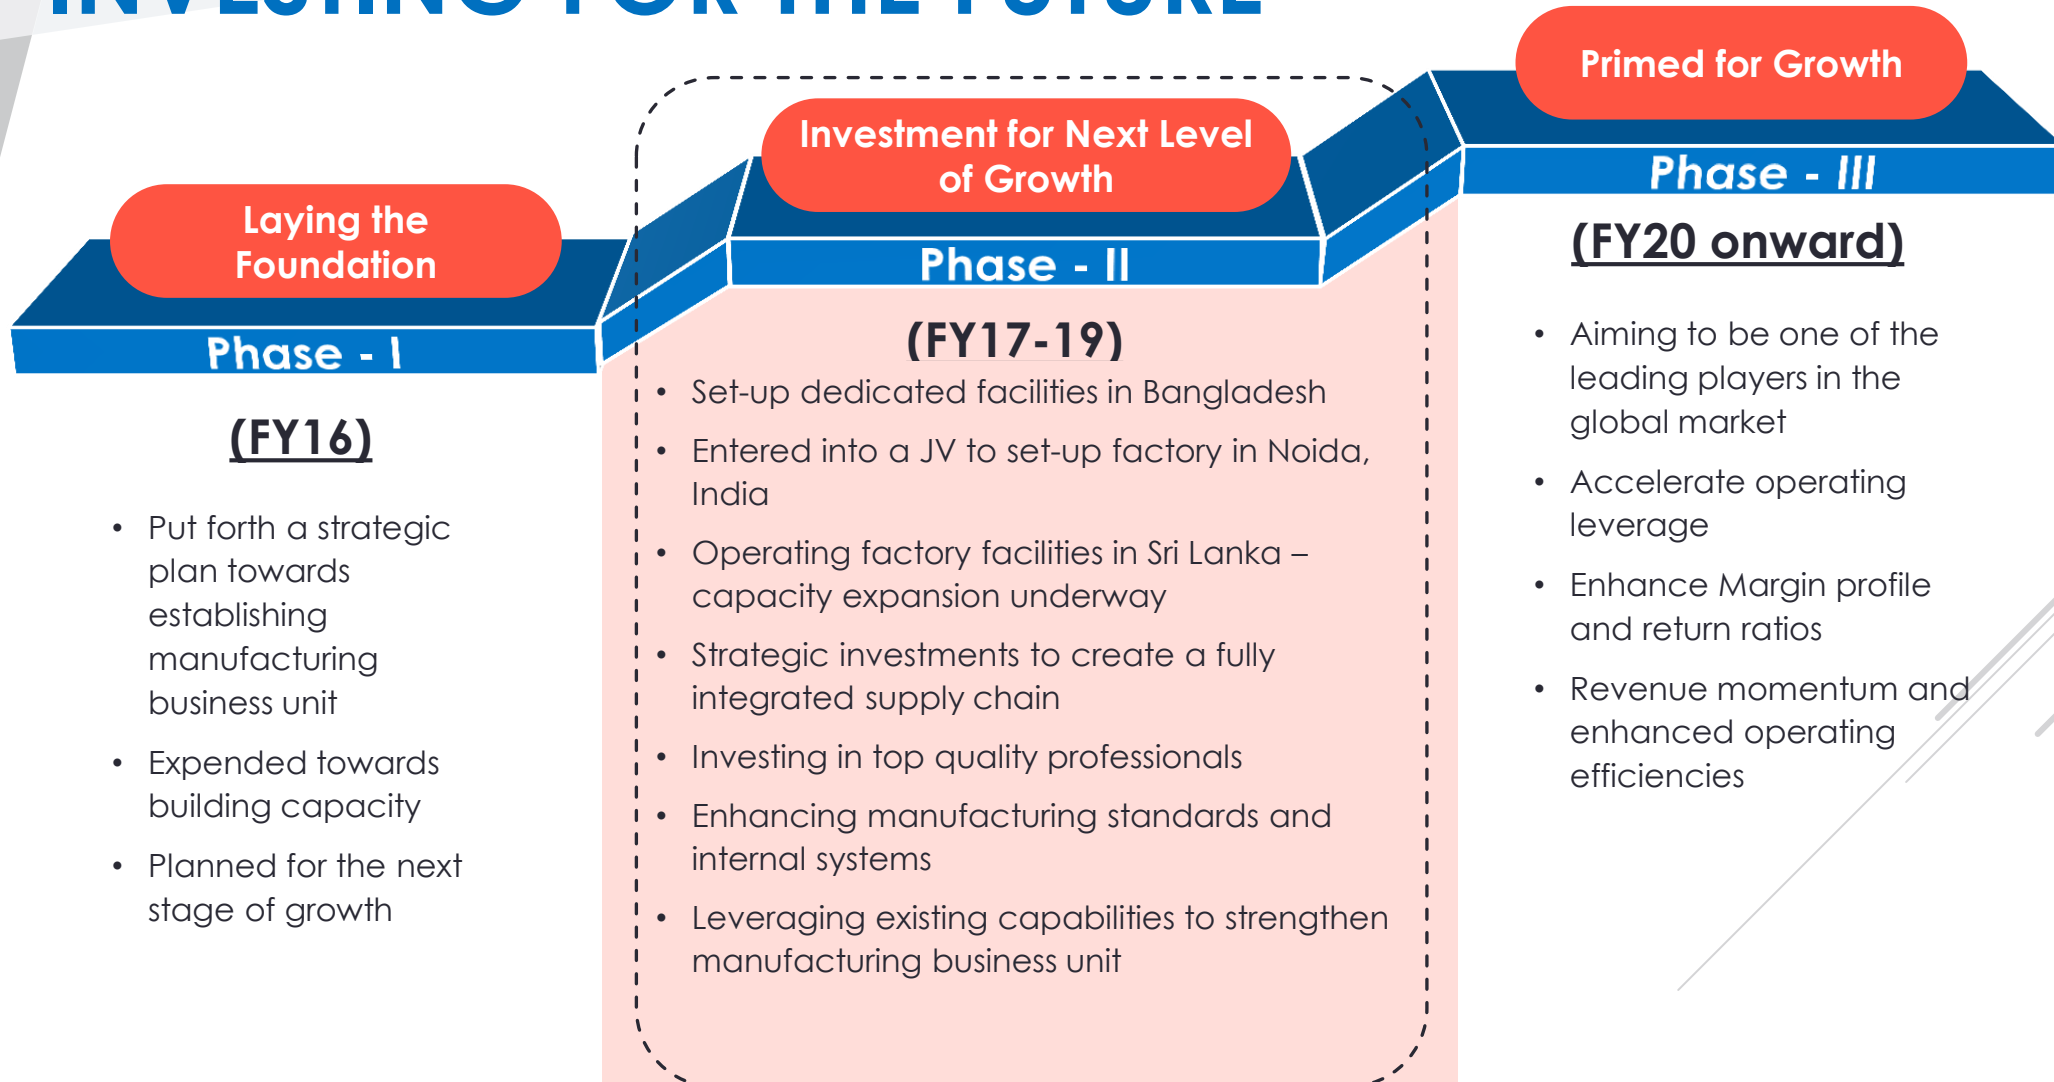 INVESTING FOR THE FUTURE
Laying the
Foundation
Phase - I
(FY16)
• Put forth a strategic
plan towards
establishing
manufacturing
business unit
• Expended towards
building capacity
• Planned for the next
stage of growth
Investment for Next Level
of Growth
Phase - II
(FY17-19)
• Set-up dedicated facilities in Bangladesh
• Entered into a JV to set-up factory in Noida,
India
• Operating factory facilities in Sri Lanka –
capacity expansion underway
• Strategic investments to create a fully
integrated supply chain
• Investing in top quality professionals
• Enhancing manufacturing standards and
internal systems
• Leveraging existing capabilities to strengthen
manufacturing business unit
Primed for Growth
Phase - III
(FY20 onward)
• Aiming to be one of the
leading players in the
global market
• Accelerate operating
leverage
• Enhance Margin profile
and return ratios
• Revenue momentum and
enhanced operating
efficiencies